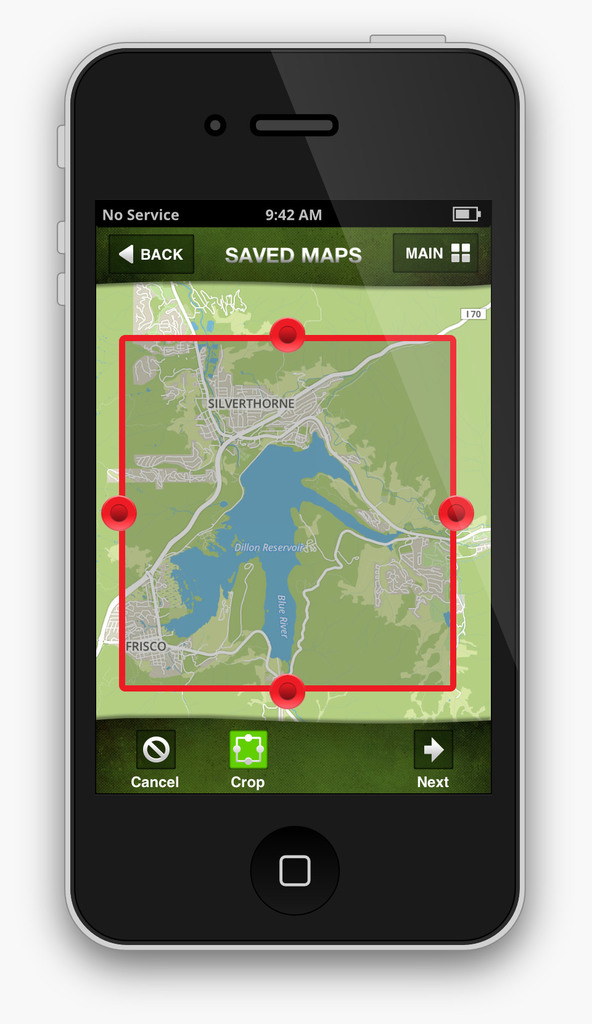 No Service 9:42 AM
BACK SAVED MAPS MAIN
I 70
SILVERTHORNE
Dillon Reservoir
Blue River
FRISCO
Cancel Crop Next